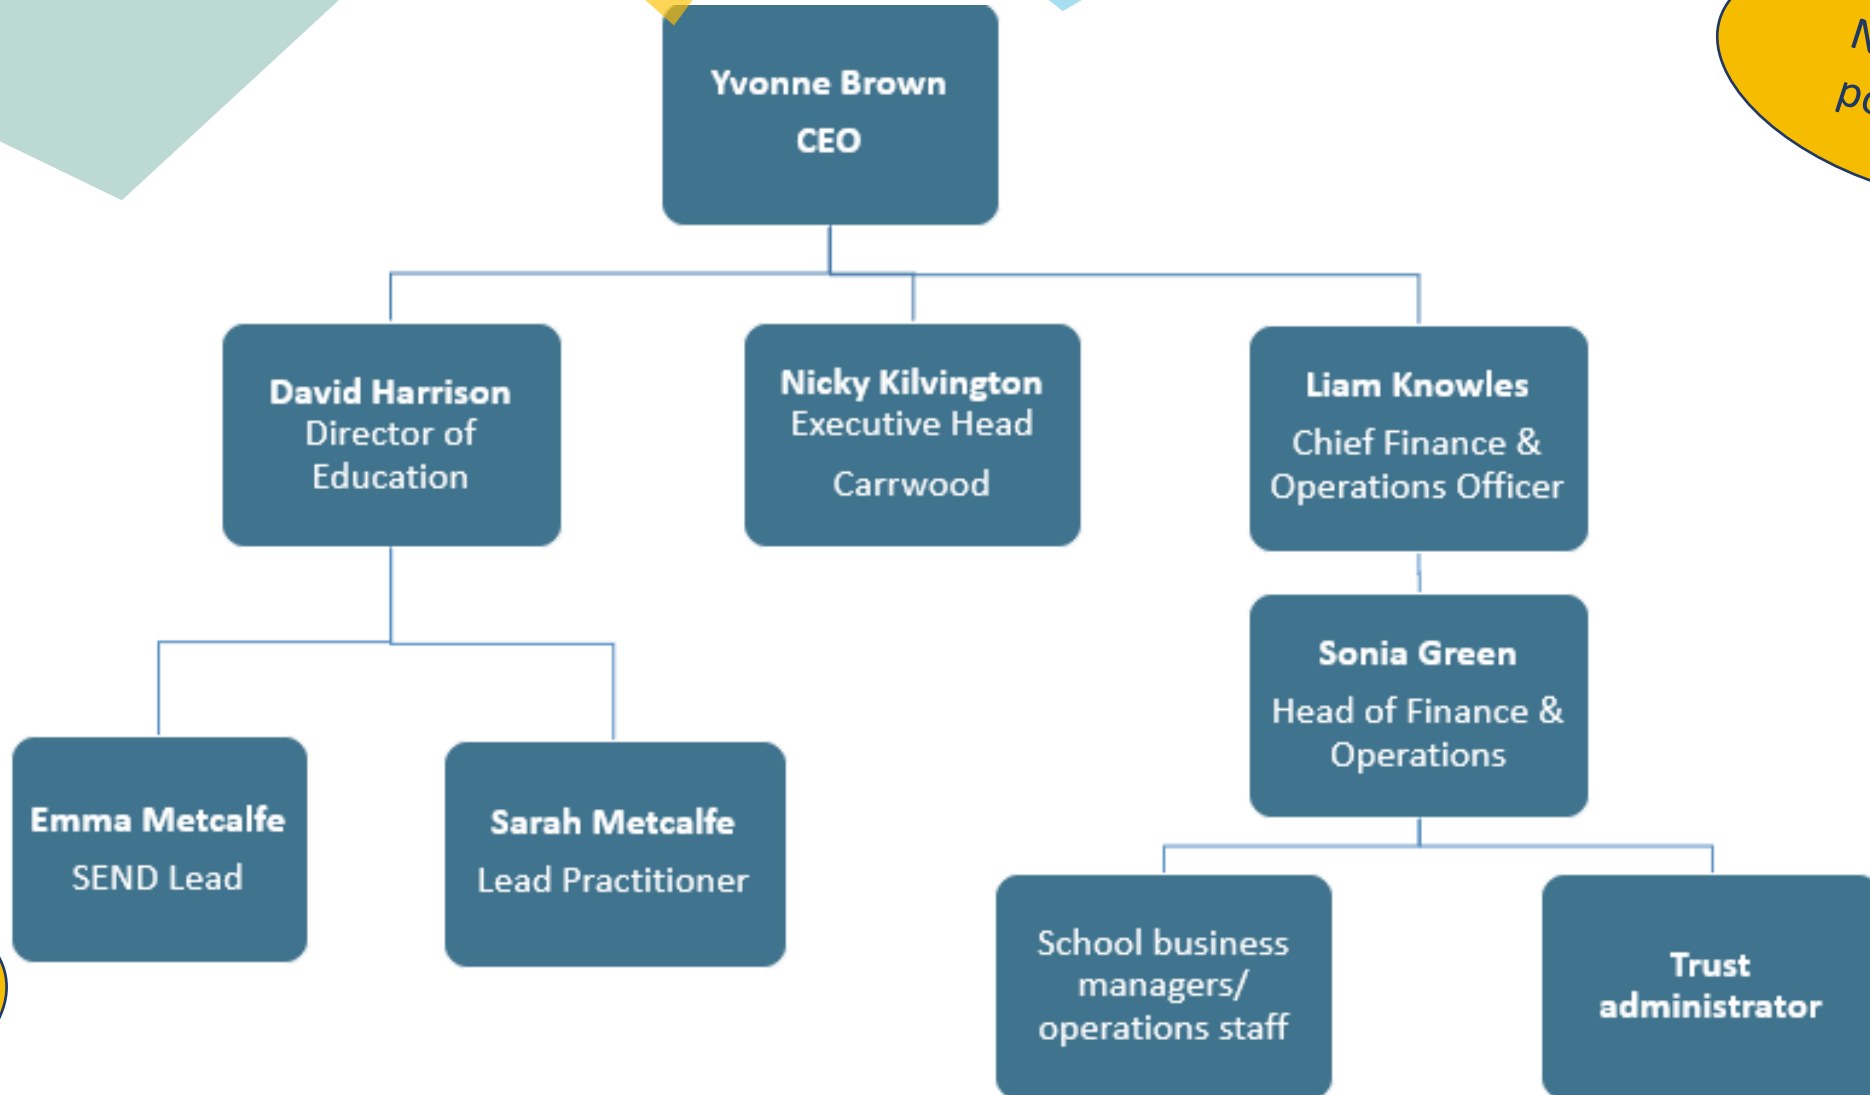 Yvonne Brown
CEO
David Harrison
Director of
Education
Nicky Kilvington
Executive Head
Carrwood
Liam Knowles
Chief Finance &
Operations Officer
Sonia Green
Head of Finance &
Operations
Emma Metcalfe
SEND Lead
Sarah Metcalfe
Lead Practitioner
School business
managers/
operations staff
Trust
administrator